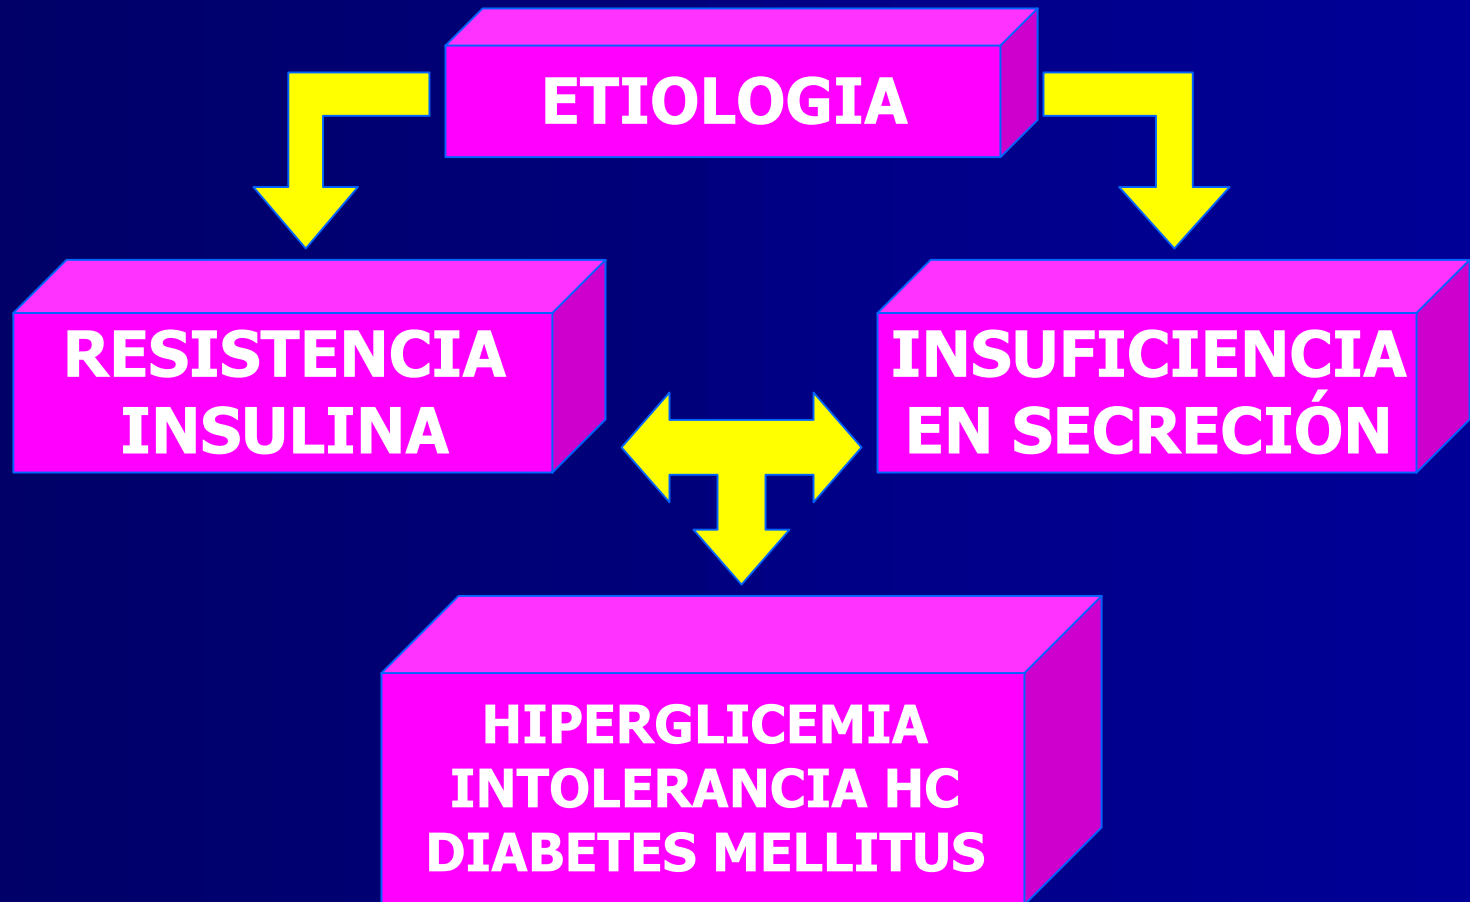 ETIOLOGIA
RESISTENCIA
INSULINA
INSUFICIENCIA
EN SECRECIÓN
HIPERGLICEMIA
INTOLERANCIA HC
DIABETES MELLITUS